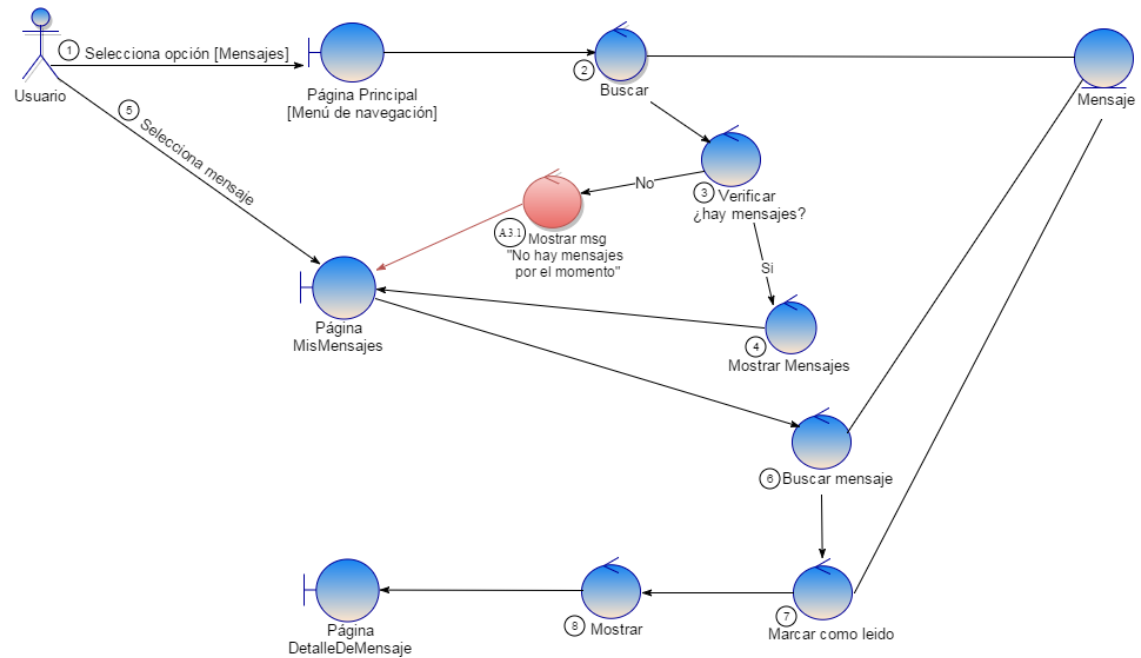 1
Selecciona opción [Mensajes]
Usuario
Página Principal
[Menú de navegación]
2
Buscar
Mensaje
5
Selecciona mensaje
No
3
Verificar
¿hay mensajes?
A.3.1
Mostrar msg
"No hay mensajes
por el momento"
Si
Página
MisMensajes
4
Mostrar Mensajes
6
Buscar mensaje
7
Marcar como leido
8
Mostrar
Página
DetalleDeMensaje